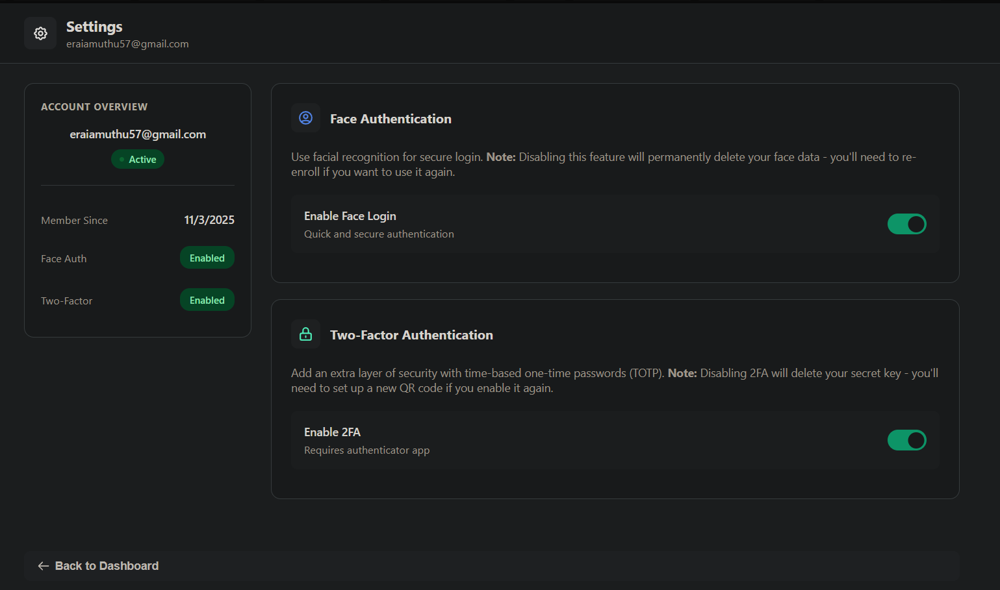 Settings
eraiamuthu57@gmail.com
ACCOUNT OVERVIEW
eraiamuthu57@gmail.com
Active
Member Since 11/3/2025
Face Auth Enabled
Two-Factor Enabled
Face Authentication
Use facial recognition for secure login. Note: Disabling this feature will permanently delete your face data - you'll need to re-
enroll if you want to use it again.
Enable Face Login
Quick and secure authentication
Two-Factor Authentication
Add an extra layer of security with time-based one-time passwords (TOTP). Note: Disabling 2FA will delete your secret key - you'll
need to set up a new QR code if you enable it again.
Enable 2FA
Requires authenticator app
← Back to Dashboard